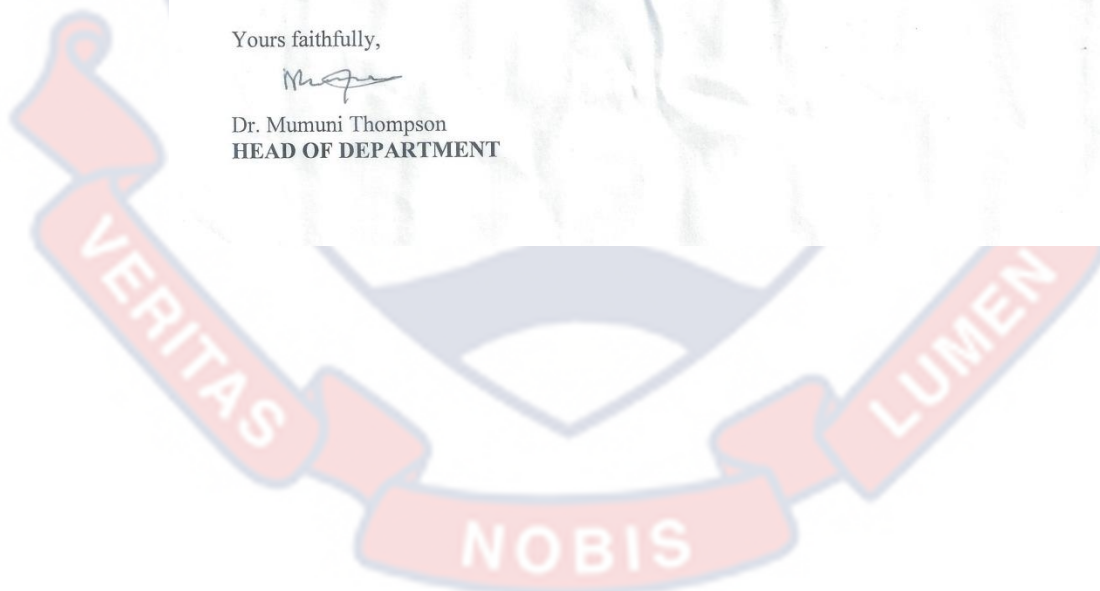 Yours faithfully,
Dr. Mumuni Thompson
HEAD OF DEPARTMENT
VERITAS
NOBIS
LUMEN